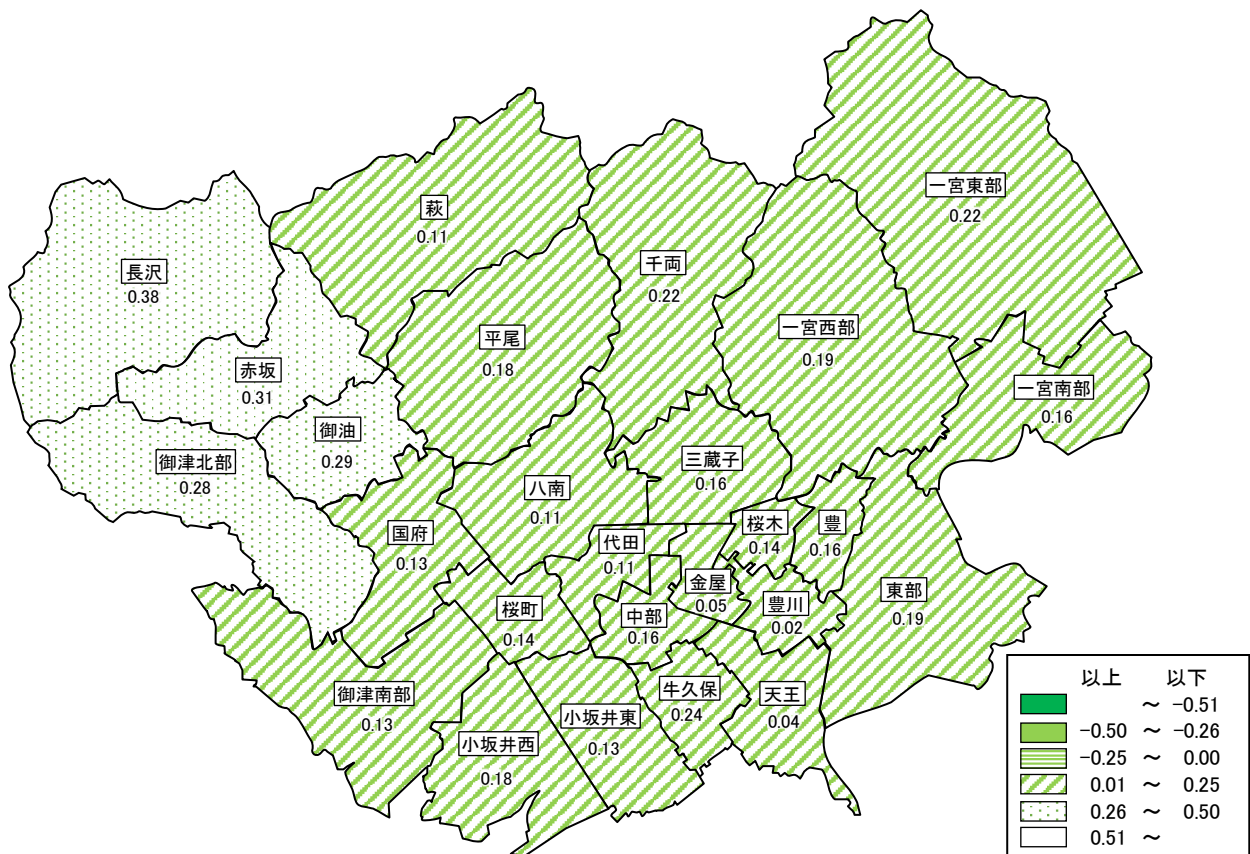 一宮東部
0.22
萩
0.11
千両
0.22
長沢
0.38
一宮西部
0.19
平尾
0.18
赤坂
0.31
一宮南部
0.16
御油
0.29
御津北部
0.28
三蔵子
0.16
八南
0.11
国府
0.13
桜木
0.14
豊
0.16
代田
0.11
金屋
0.05
豊川
0.02
東部
0.19
桜町
0.14
中部
0.16
御津南部
0.13
牛久保
0.24
天王
0.04
小坂井東
0.13
小坂井西
0.18
以上 以下
～ -0.51
-0.50 ～ -0.26
-0.25 ～ 0.00
0.01 ～ 0.25
0.26 ～ 0.50
0.51 ～